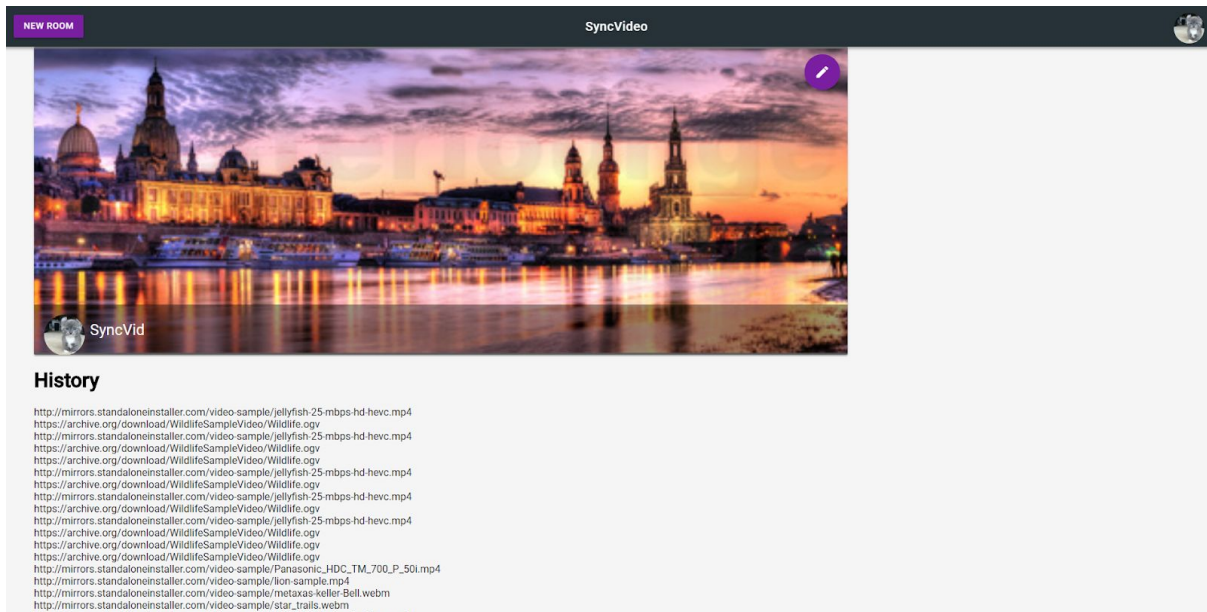 NEW ROOM
SyncVideo
SyncVid
History
http://mirrors.standaloneinstaller.com/video-sample/jellyfish-25-mbps-hd-hevc.mp4
https://archive.org/download/WildlifeSampleVideo/Wildlife.ogv
http://mirrors.standaloneinstaller.com/video-sample/jellyfish-25-mbps-hd-hevc.mp4
https://archive.org/download/WildlifeSampleVideo/Wildlife.ogv
https://archive.org/download/WildlifeSampleVideo/Wildlife.ogv
http://mirrors.standaloneinstaller.com/video-sample/jellyfish-25-mbps-hd-hevc.mp4
https://archive.org/download/WildlifeSampleVideo/Wildlife.ogv
http://mirrors.standaloneinstaller.com/video-sample/jellyfish-25-mbps-hd-hevc.mp4
https://archive.org/download/WildlifeSampleVideo/Wildlife.ogv
http://mirrors.standaloneinstaller.com/video-sample/jellyfish-25-mbps-hd-hevc.mp4
https://archive.org/download/WildlifeSampleVideo/Wildlife.ogv
https://archive.org/download/WildlifeSampleVideo/Wildlife.ogv
https://archive.org/download/WildlifeSampleVideo/Wildlife.ogv
http://mirrors.standaloneinstaller.com/video-sample/Panasonic_HDC_TM_700_P_50i.mp4
http://mirrors.standaloneinstaller.com/video-sample/lion-sample.mp4
http://mirrors.standaloneinstaller.com/video-sample/metaxas-keller-Bell.webm
http://mirrors.standaloneinstaller.com/video-sample/star_trails.webm